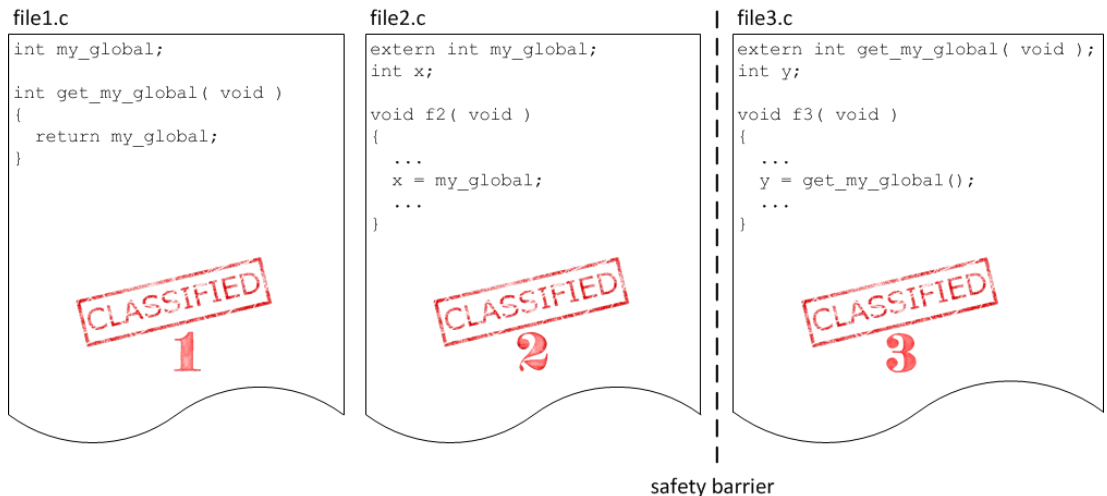 file1.c
int my_global;
int get_my_global( void )
{
return my_global;
}
CLASSIFIED
1
file2.c
extern int my_global;
int x;
void f2( void )
{
...
x = my_global;
...
}
CLASSIFIED
2
file3.c
extern int get_my_global( void );
int y;
void f3( void )
{
...
y = get_my_global();
...
}
CLASSIFIED
3
safety barrier